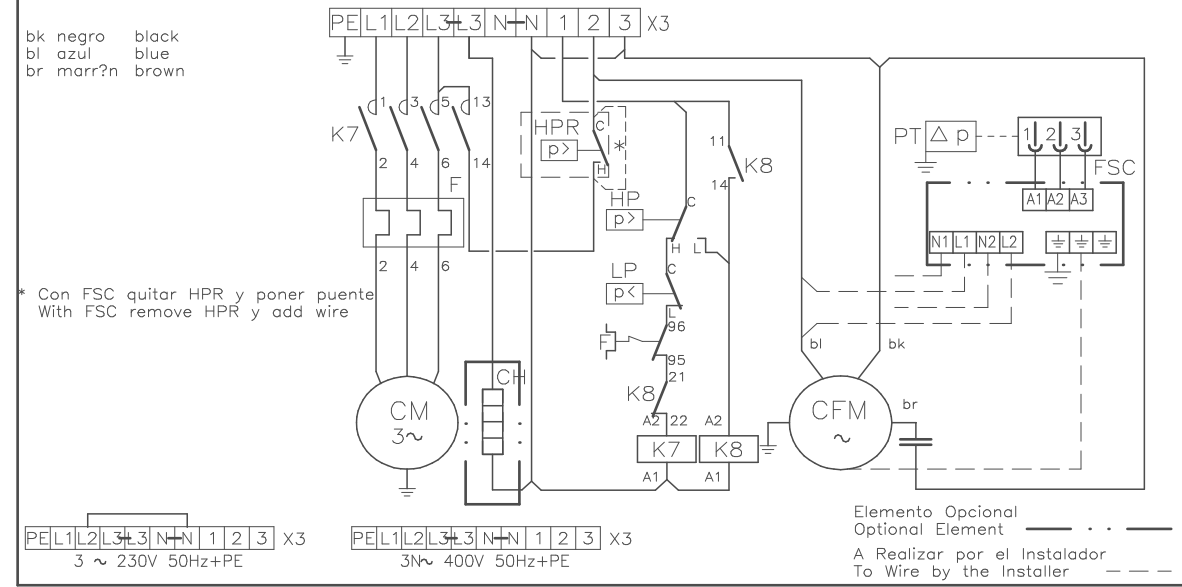 PE L1 L2 L3 L3 N N 1 2 3 X3
bk negro black
bl azul blue
br marr?n brown
K7 1 3 5 13
2 4 6 14
F
2 4 6
HPR
p>
C
*
H
11
K8
14
HP
p>
C
H L
LP
p<
C
L
F
96
95
K8
21
A2 22 A2
K7 K8
A1 A1
PT Δ p 1 2 3
FSC
A1 A2 A3
N1 L1 N2 L2
* Con FSC quitar HPR y poner puente
With FSC remove HPR y add wire
CM
3~
CH
bl bk
CFM
~
br
Elemento Opcional
Optional Element
A Realizar por el Instalador
To Wire by the Installer
PE L1 L2 L3 L3 N N 1 2 3 X3
3 ~ 230V 50Hz+PE
PE L1 L2 L3 L3 N N 1 2 3 X3
3N~ 400V 50Hz+PE